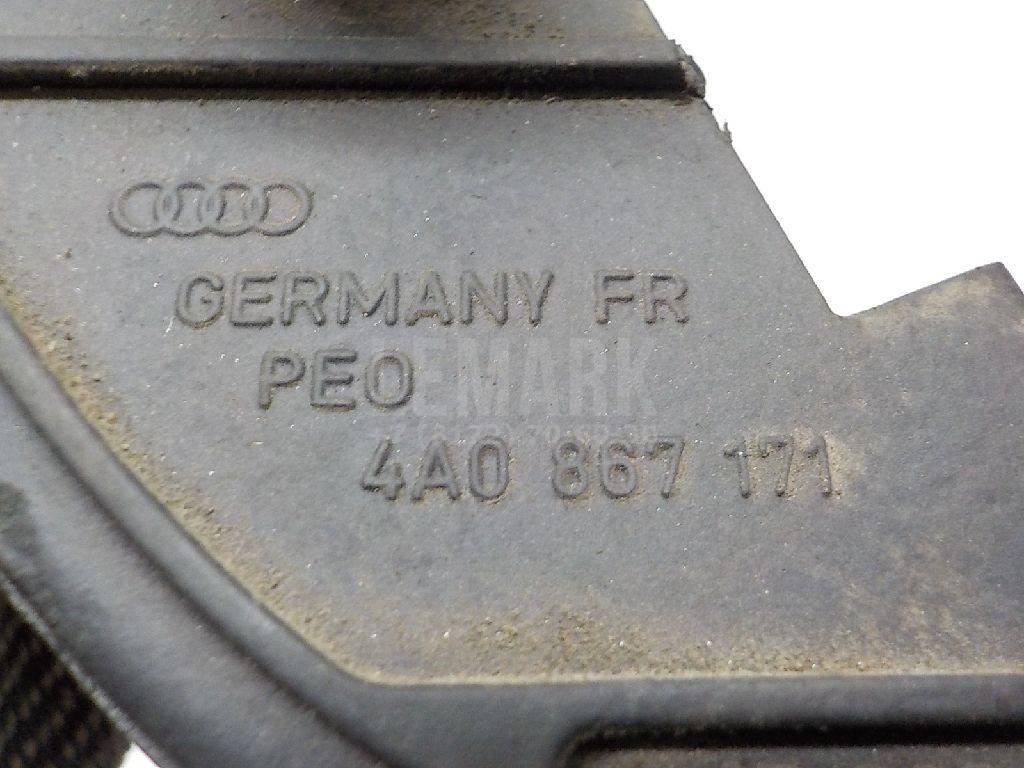 GERMANY FR
PEO
4A0 867 171